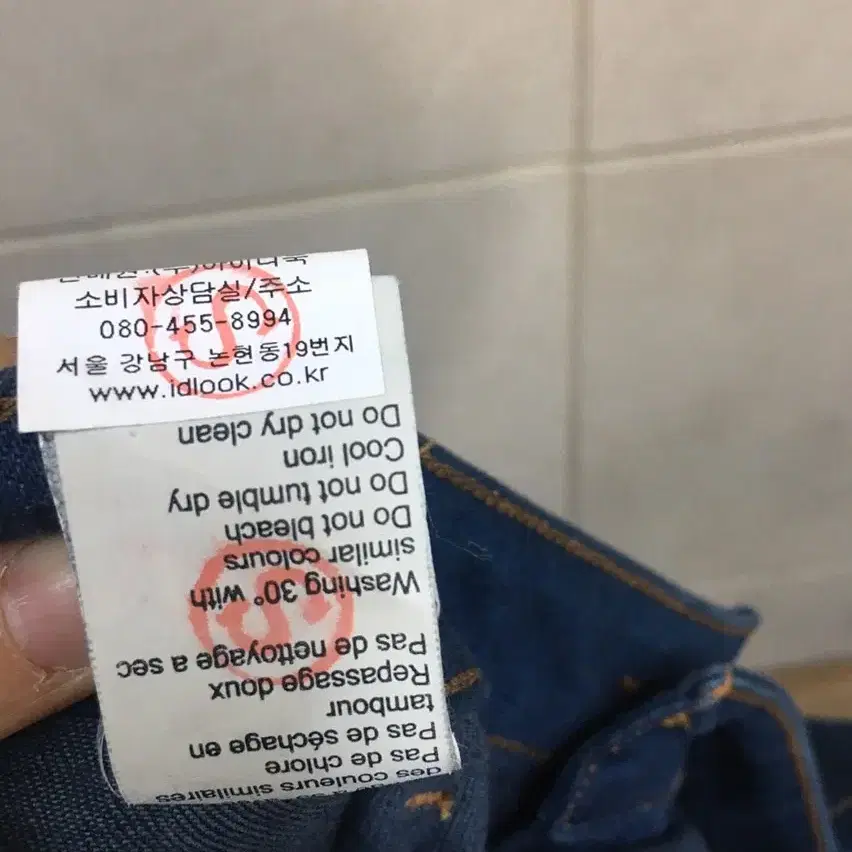 소비자상담실/주소
080-455-8994
서울 강남구 논현동19번지
www.idlook.co.kr
des couleurs similaires
Pas de chlore
Pas de séchage en
tambour
Repassage doux
Pas de nettoyage a sec
Washing 30° with
similar colours
Do not bleach
Do not tumble dry
Cool iron
Do not dry clean